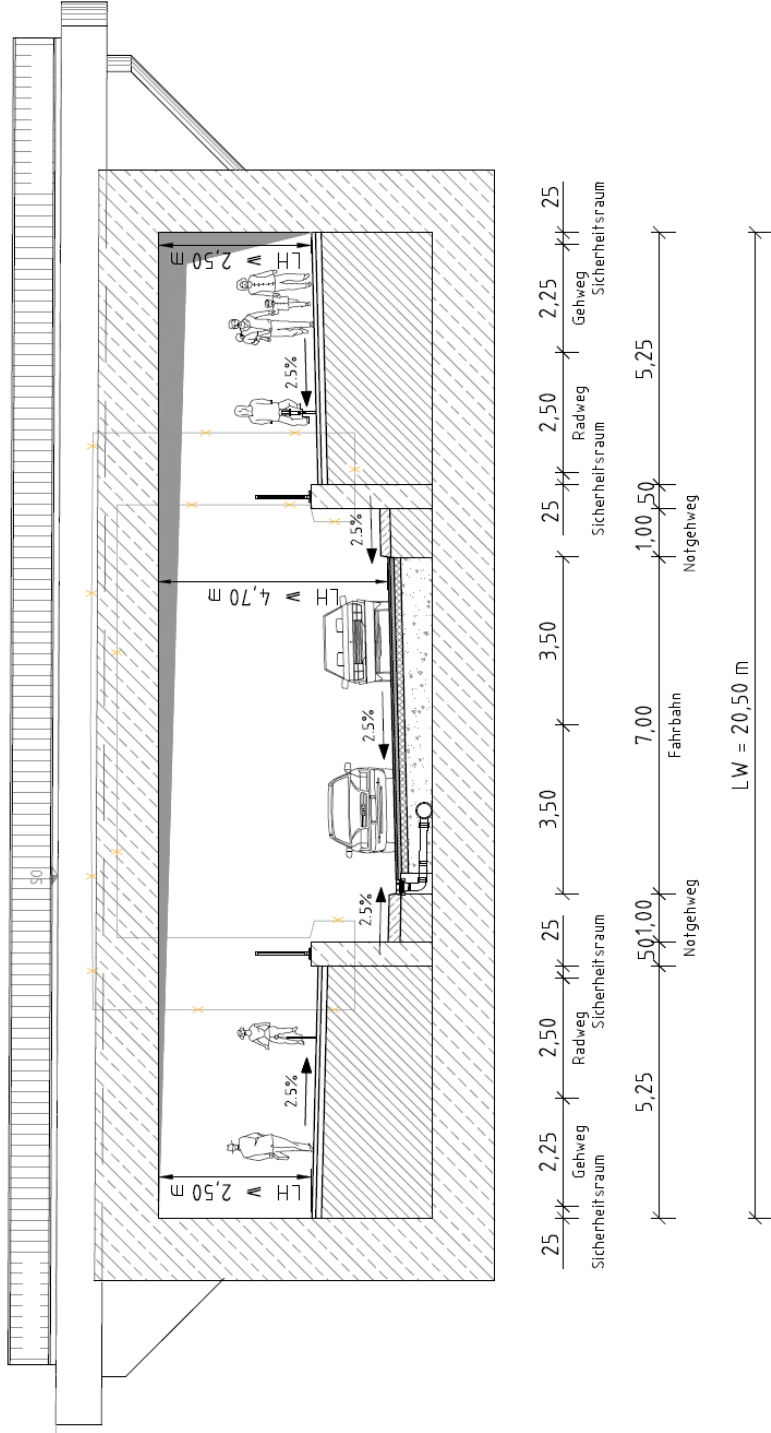 SO
LH ≥ 2,50 m
LH ≥ 4,70 m
LH ≥ 2,50 m
2.5%
2.5%
2.5%
2.5%
2.5%
25 2,25 2,50 25 3,50 3,50 25 2,50 2,25 25
Gehweg Radweg Radweg Gehweg
Sicherheitsraum Sicherheitsraum Sicherheitsraum Sicherheitsraum
5,25 50 1,00 7,00 1,00 50 5,25
Notgehweg Fahrbahn Notgehweg
LW = 20,50 m